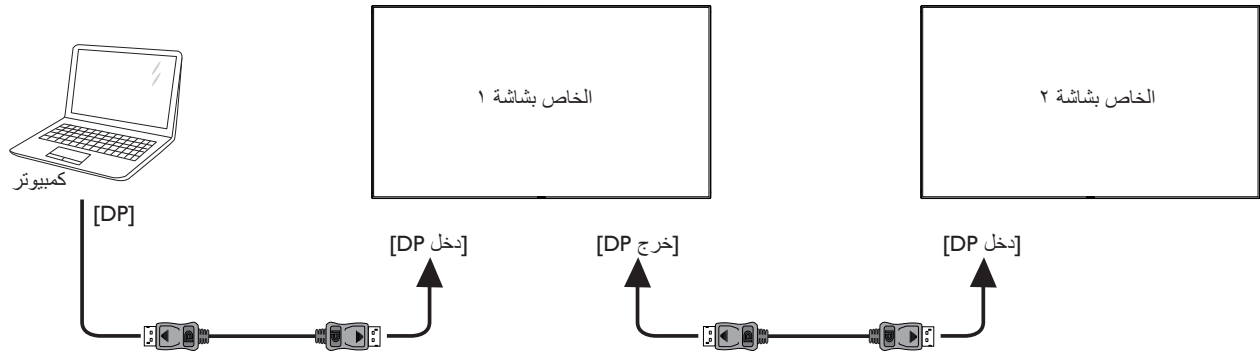 الخاص بشاشة ١
الخاص بشاشة ٢
كمبيوتر
[DP]
[دخل DP]
[خرج DP]
[دخل DP]